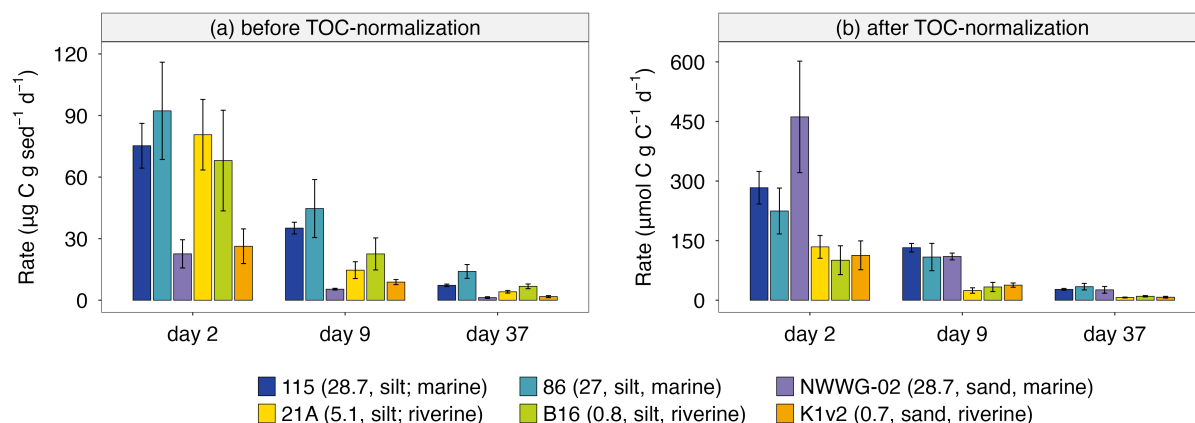 (a) before TOC-normalization
(b) after TOC-normalization
Rate (µg C g sed⁻¹ d⁻¹)
120
90
60
30
0
day 2
day 9
day 37
Rate (µmol C g C⁻¹ d⁻¹)
600
450
300
150
0
day 2
day 9
day 37
115 (28.7, silt; marine)
86 (27, silt, marine)
NWWG-02 (28.7, sand, marine)
21A (5.1, silt; riverine)
B16 (0.8, silt, riverine)
K1v2 (0.7, sand, riverine)